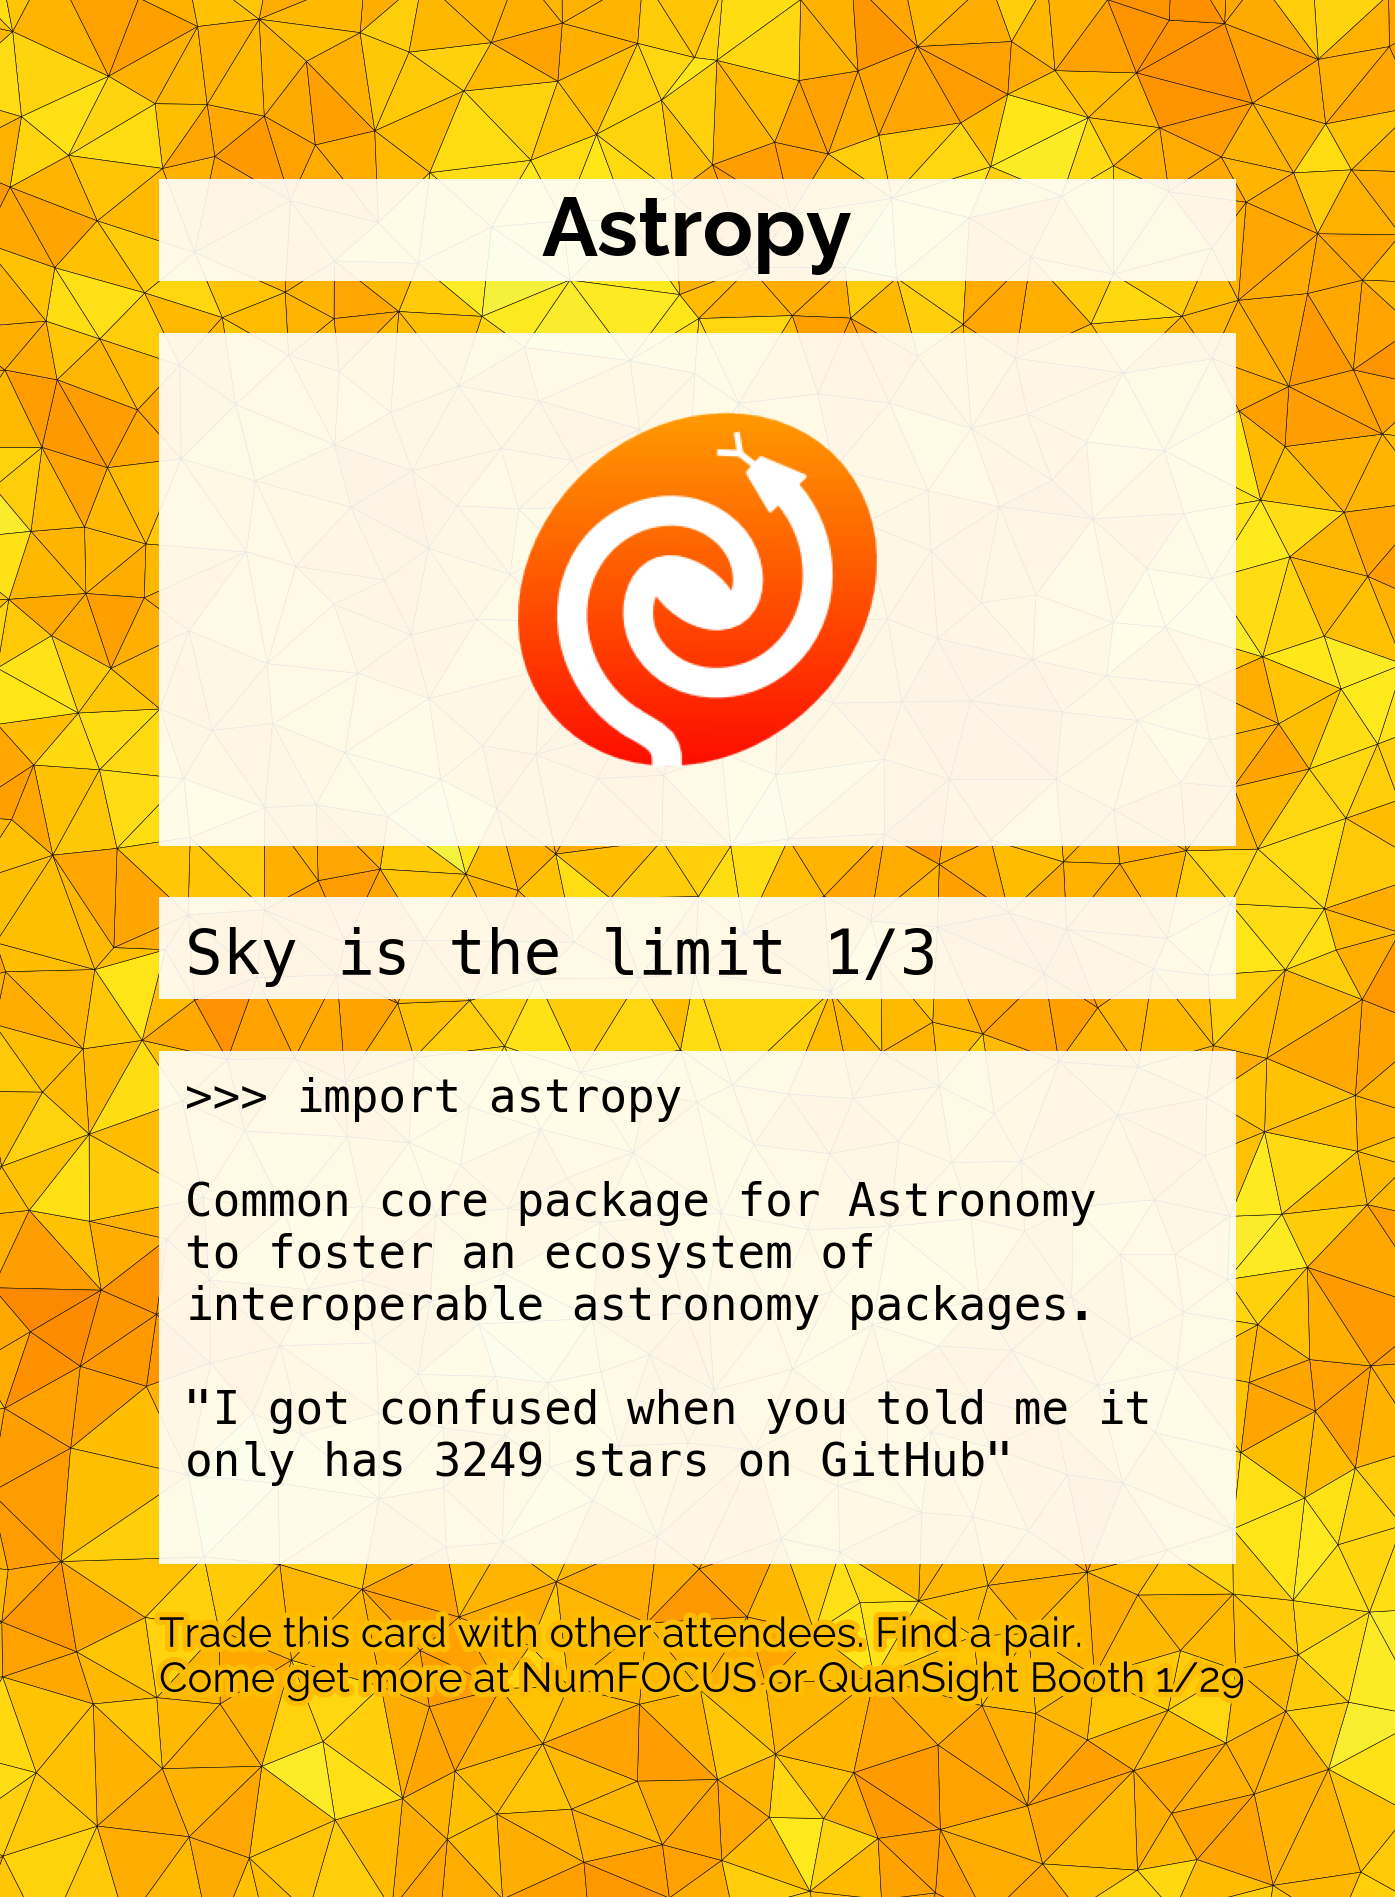 Astropy
Sky is the limit 1/3
>>> import astropy
Common core package for Astronomy
to foster an ecosystem of
interoperable astronomy packages.
"I got confused when you told me it
only has 3249 stars on GitHub"
Trade this card with other attendees. Find a pair.
Come get more at NumFOCUS or QuanSight Booth 1/29